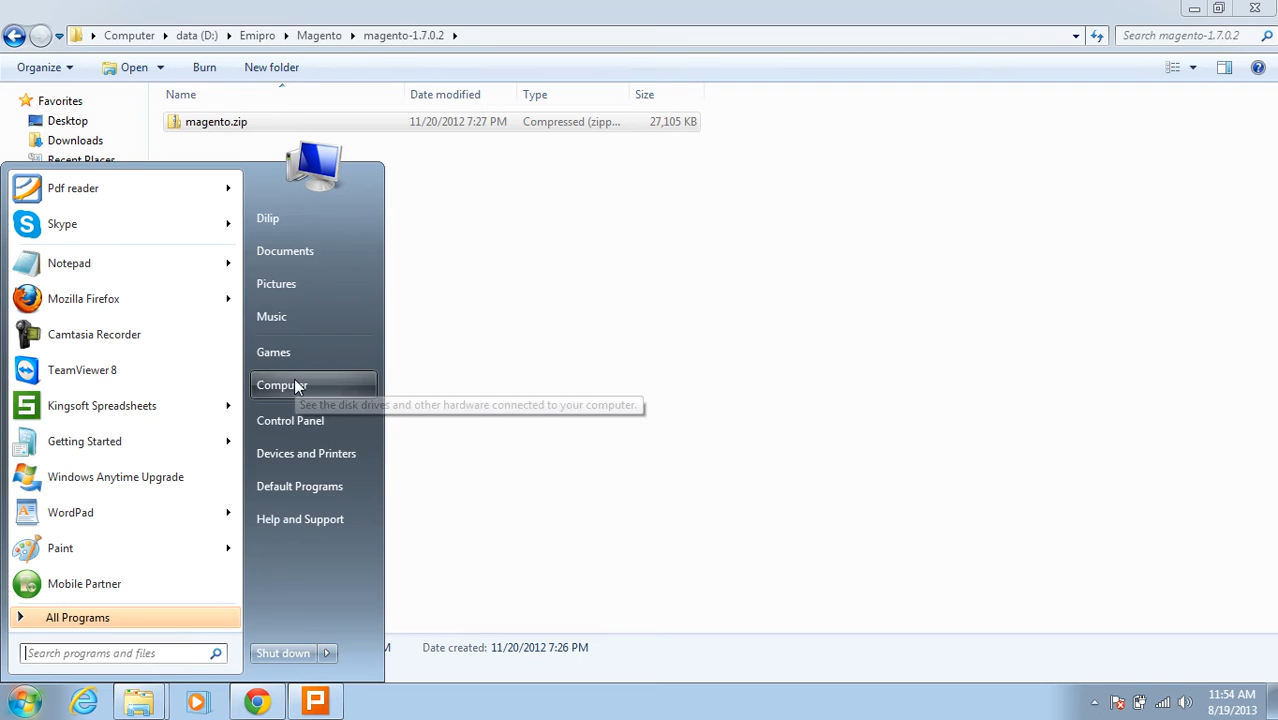 Computer ▸ data (D:) ▸ Emipro ▸ Magento ▸ magento-1.7.0.2 ▸
Search magento-1.7.0.2
Organize Open Burn New folder
Favorites
Desktop
Downloads
Recent Places
Name Date modified Type Size
magento.zip 11/20/2012 7:27 PM Compressed (zipp... 27,105 KB
Pdf reader
Skype
Notepad
Mozilla Firefox
Camtasia Recorder
TeamViewer 8
Kingsoft Spreadsheets
Getting Started
Windows Anytime Upgrade
WordPad
Paint
Mobile Partner
All Programs
Search programs and files
Dilip
Documents
Pictures
Music
Games
Computer
See the disk drives and other hardware connected to your computer.
Control Panel
Devices and Printers
Default Programs
Help and Support
Shut down
M Date created: 11/20/2012 7:26 PM
11:54 AM
8/19/2013